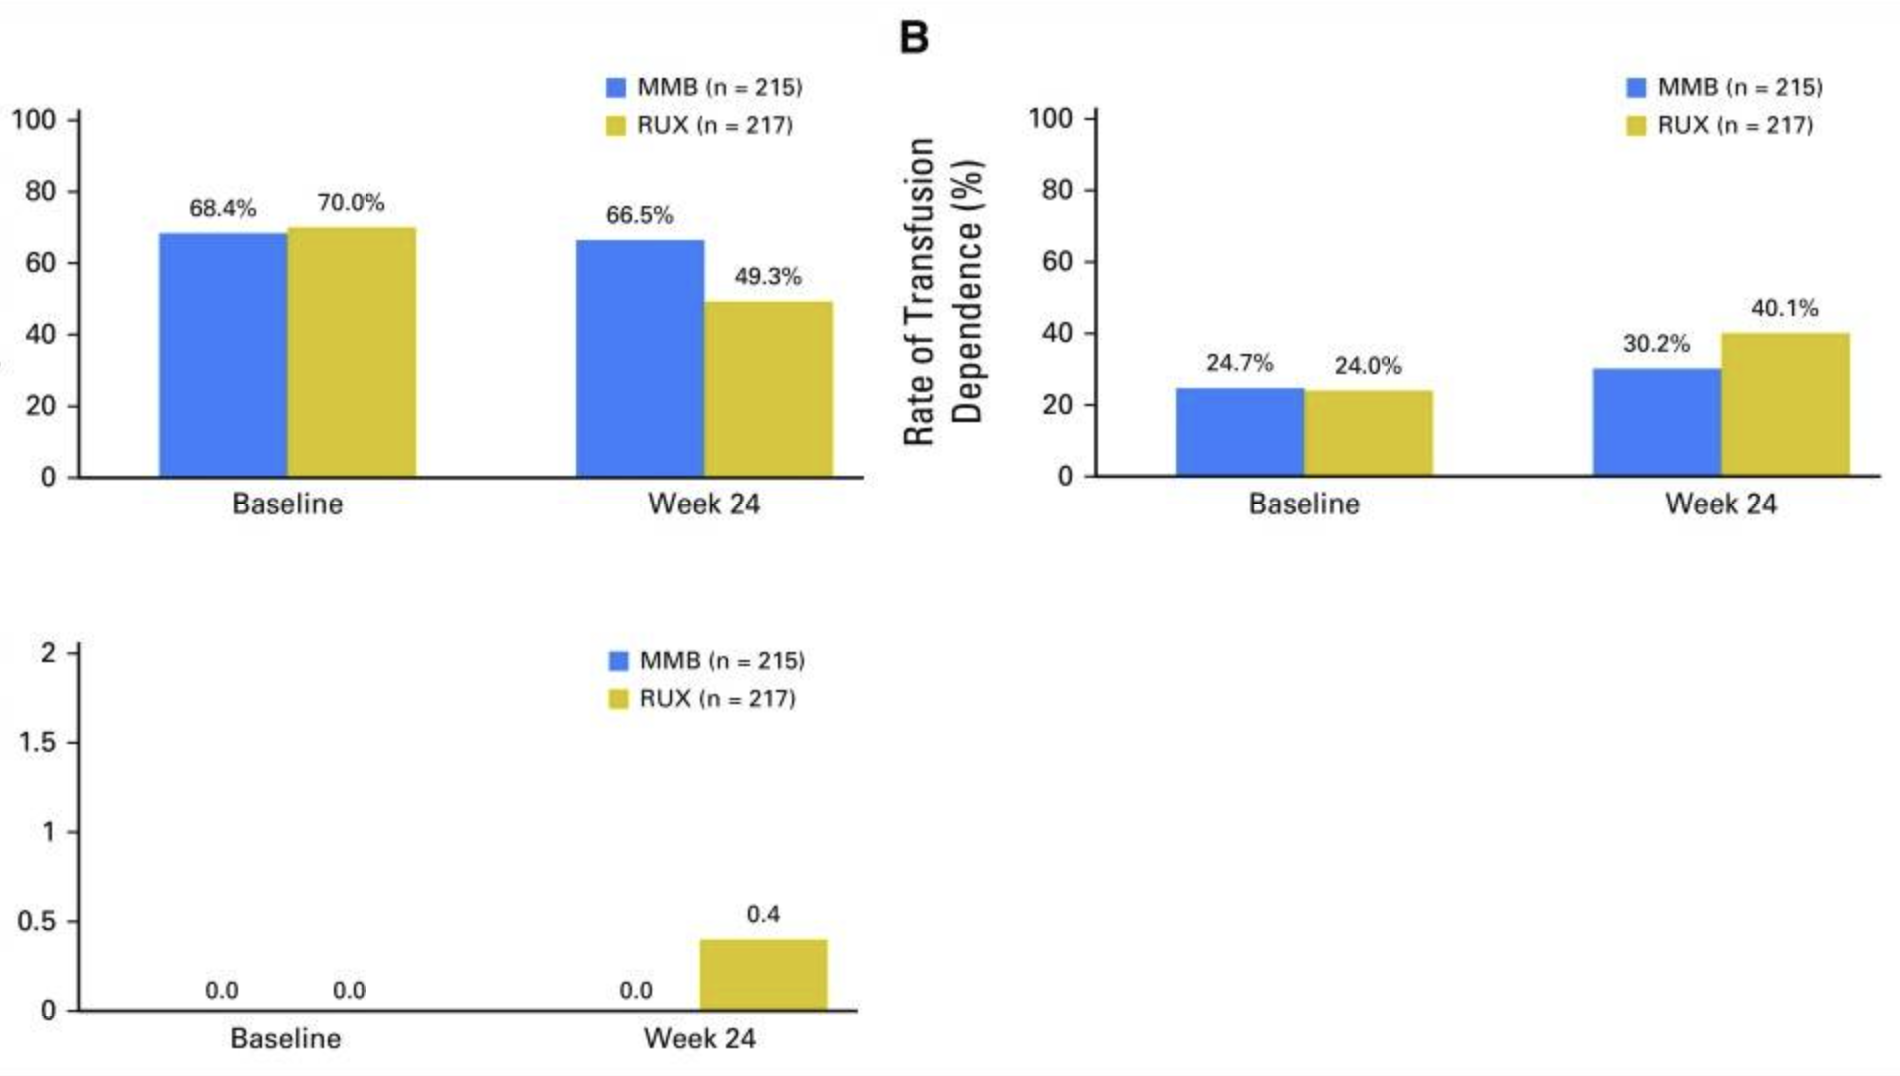 MMB (n = 215)
RUX (n = 217)
100
80
60
40
20
0
68.4%
70.0%
66.5%
49.3%
Baseline
Week 24
B
Rate of Transfusion
Dependence (%)
MMB (n = 215)
RUX (n = 217)
100
80
60
40
20
0
24.7%
24.0%
30.2%
40.1%
Baseline
Week 24
MMB (n = 215)
RUX (n = 217)
2
1.5
1
0.5
0
0.0
0.0
0.0
0.4
Baseline
Week 24